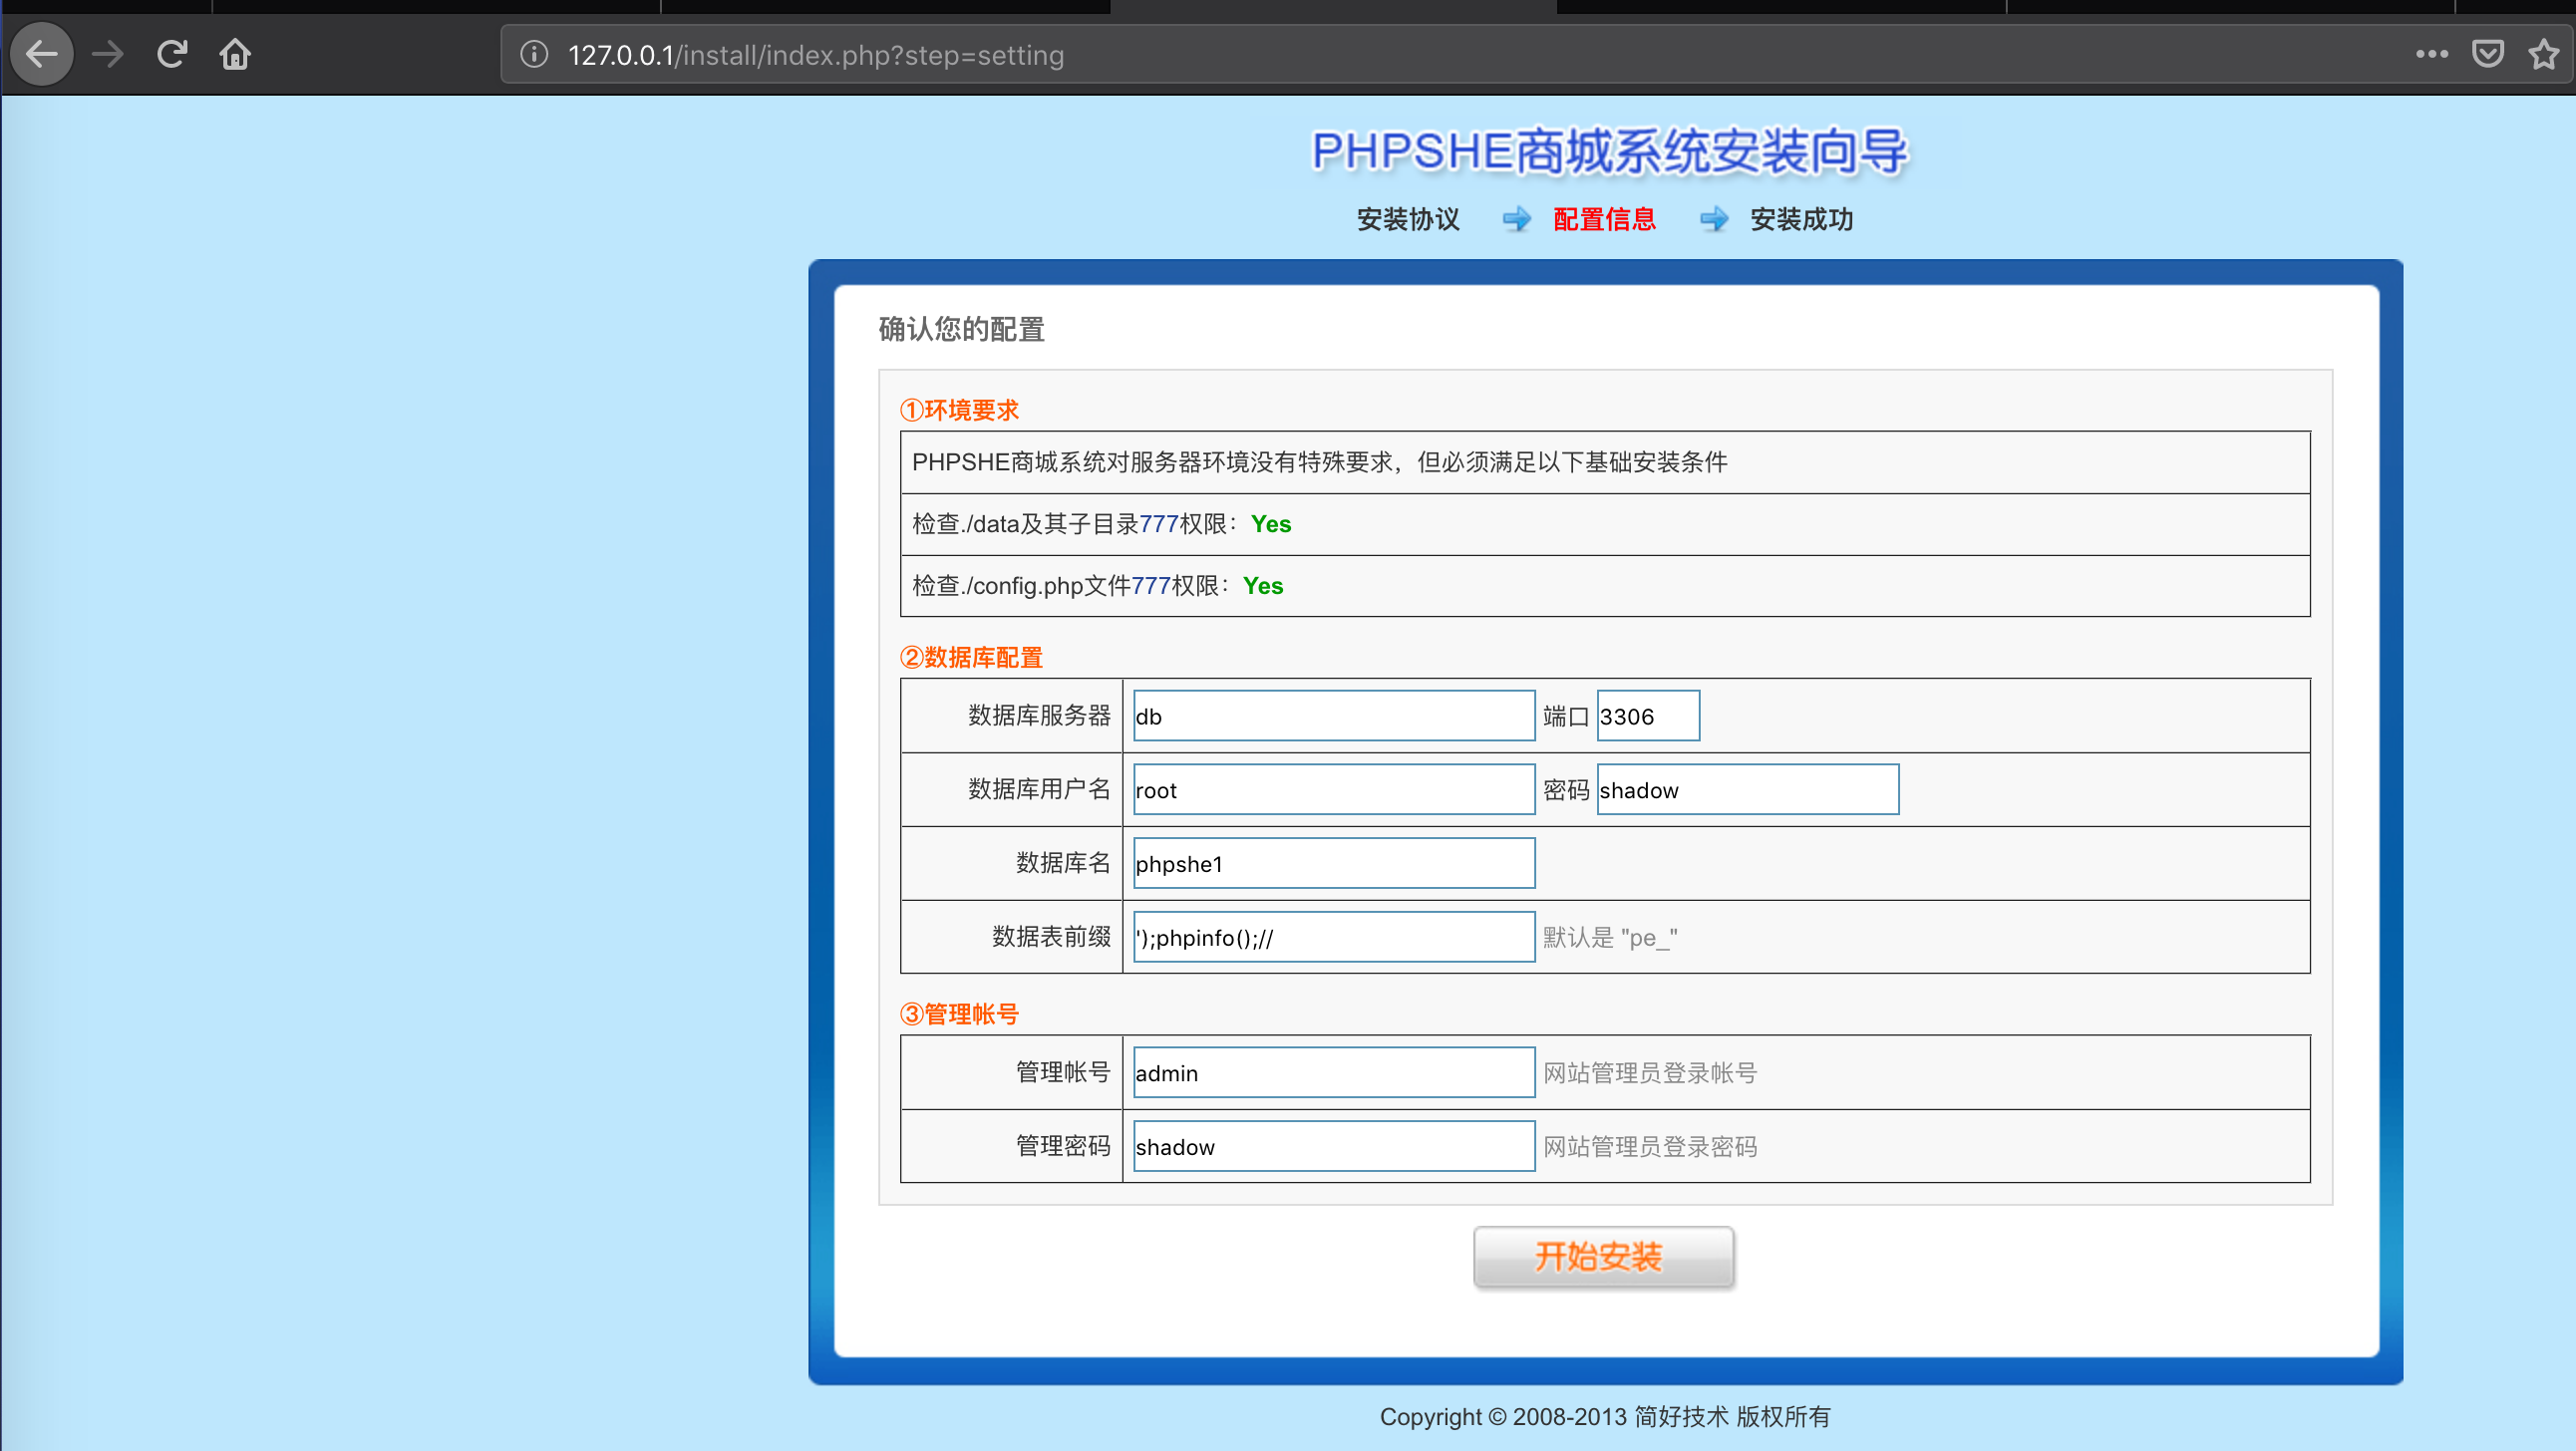 127.0.0.1/install/index.php?step=setting
PHPSHE商城系统安装向导
安装协议 配置信息 安装成功
确认您的配置
①环境要求
PHPSHE商城系统对服务器环境没有特殊要求，但必须满足以下基础安装条件
检查./data及其子目录777权限：Yes
检查./config.php文件777权限：Yes
②数据库配置
数据库服务器 db 端口 3306
数据库用户名 root 密码 shadow
数据库名 phpshe1
数据表前缀 ');phpinfo();// 默认是 "pe_"
③管理帐号
管理帐号 admin 网站管理员登录帐号
管理密码 shadow 网站管理员登录密码
开始安装
Copyright © 2008-2013 简好技术 版权所有